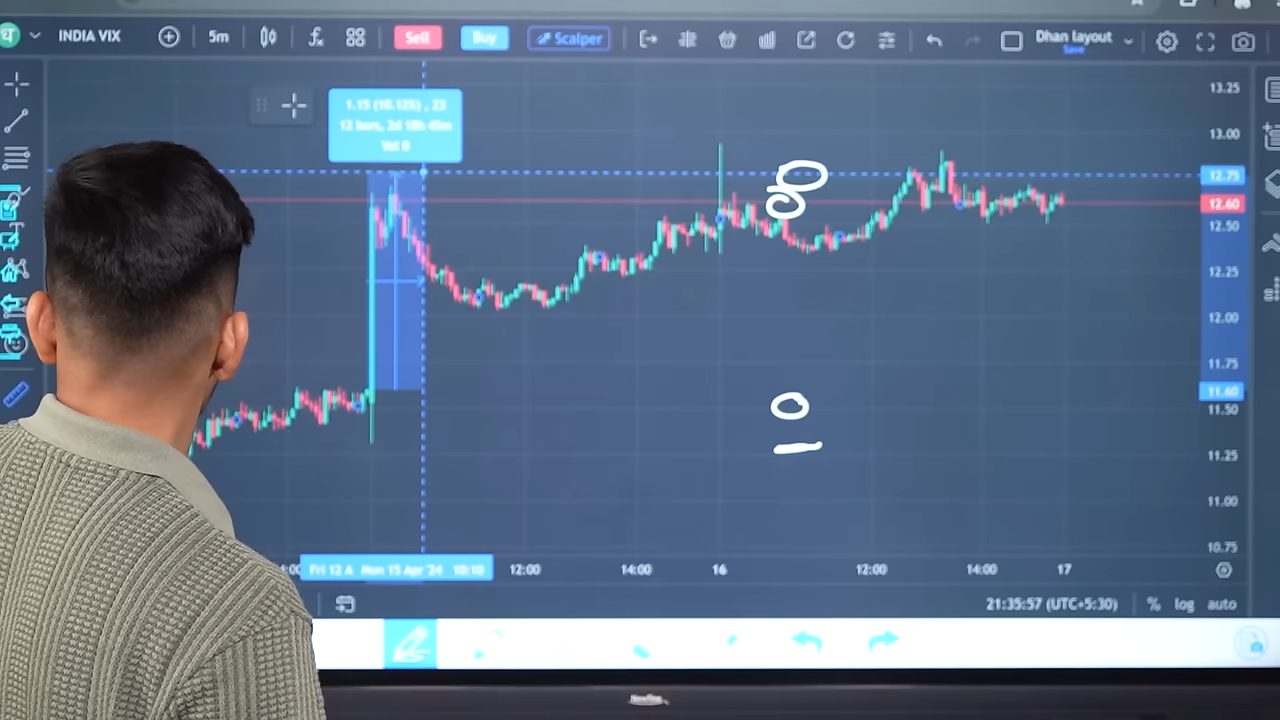 INDIA VIX
5m
Sell
Buy
Scalper
Dhan layout
Save
1.15 (10.12%) , 23
12 bars, 2d 18h 45m
Vol 0
13.25
13.00
12.75
12.60
12.50
12.25
12.00
11.75
11.60
11.50
11.25
11.00
10.75
Mon 15 Apr '24 10:10
12:00
14:00
16
12:00
14:00
17
21:35:57 (UTC+5:30)
%
log
auto